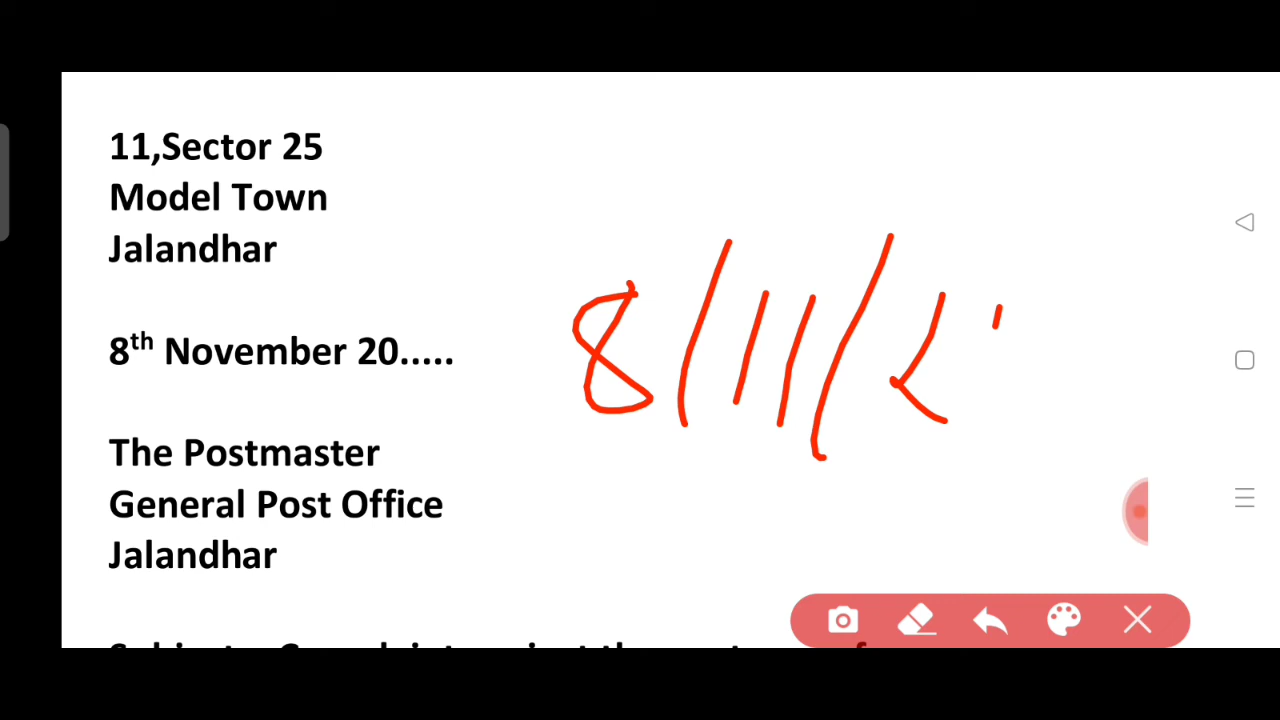 11,Sector 25
Model Town
Jalandhar
8th November 20.....
8/11/2
The Postmaster
General Post Office
Jalandhar